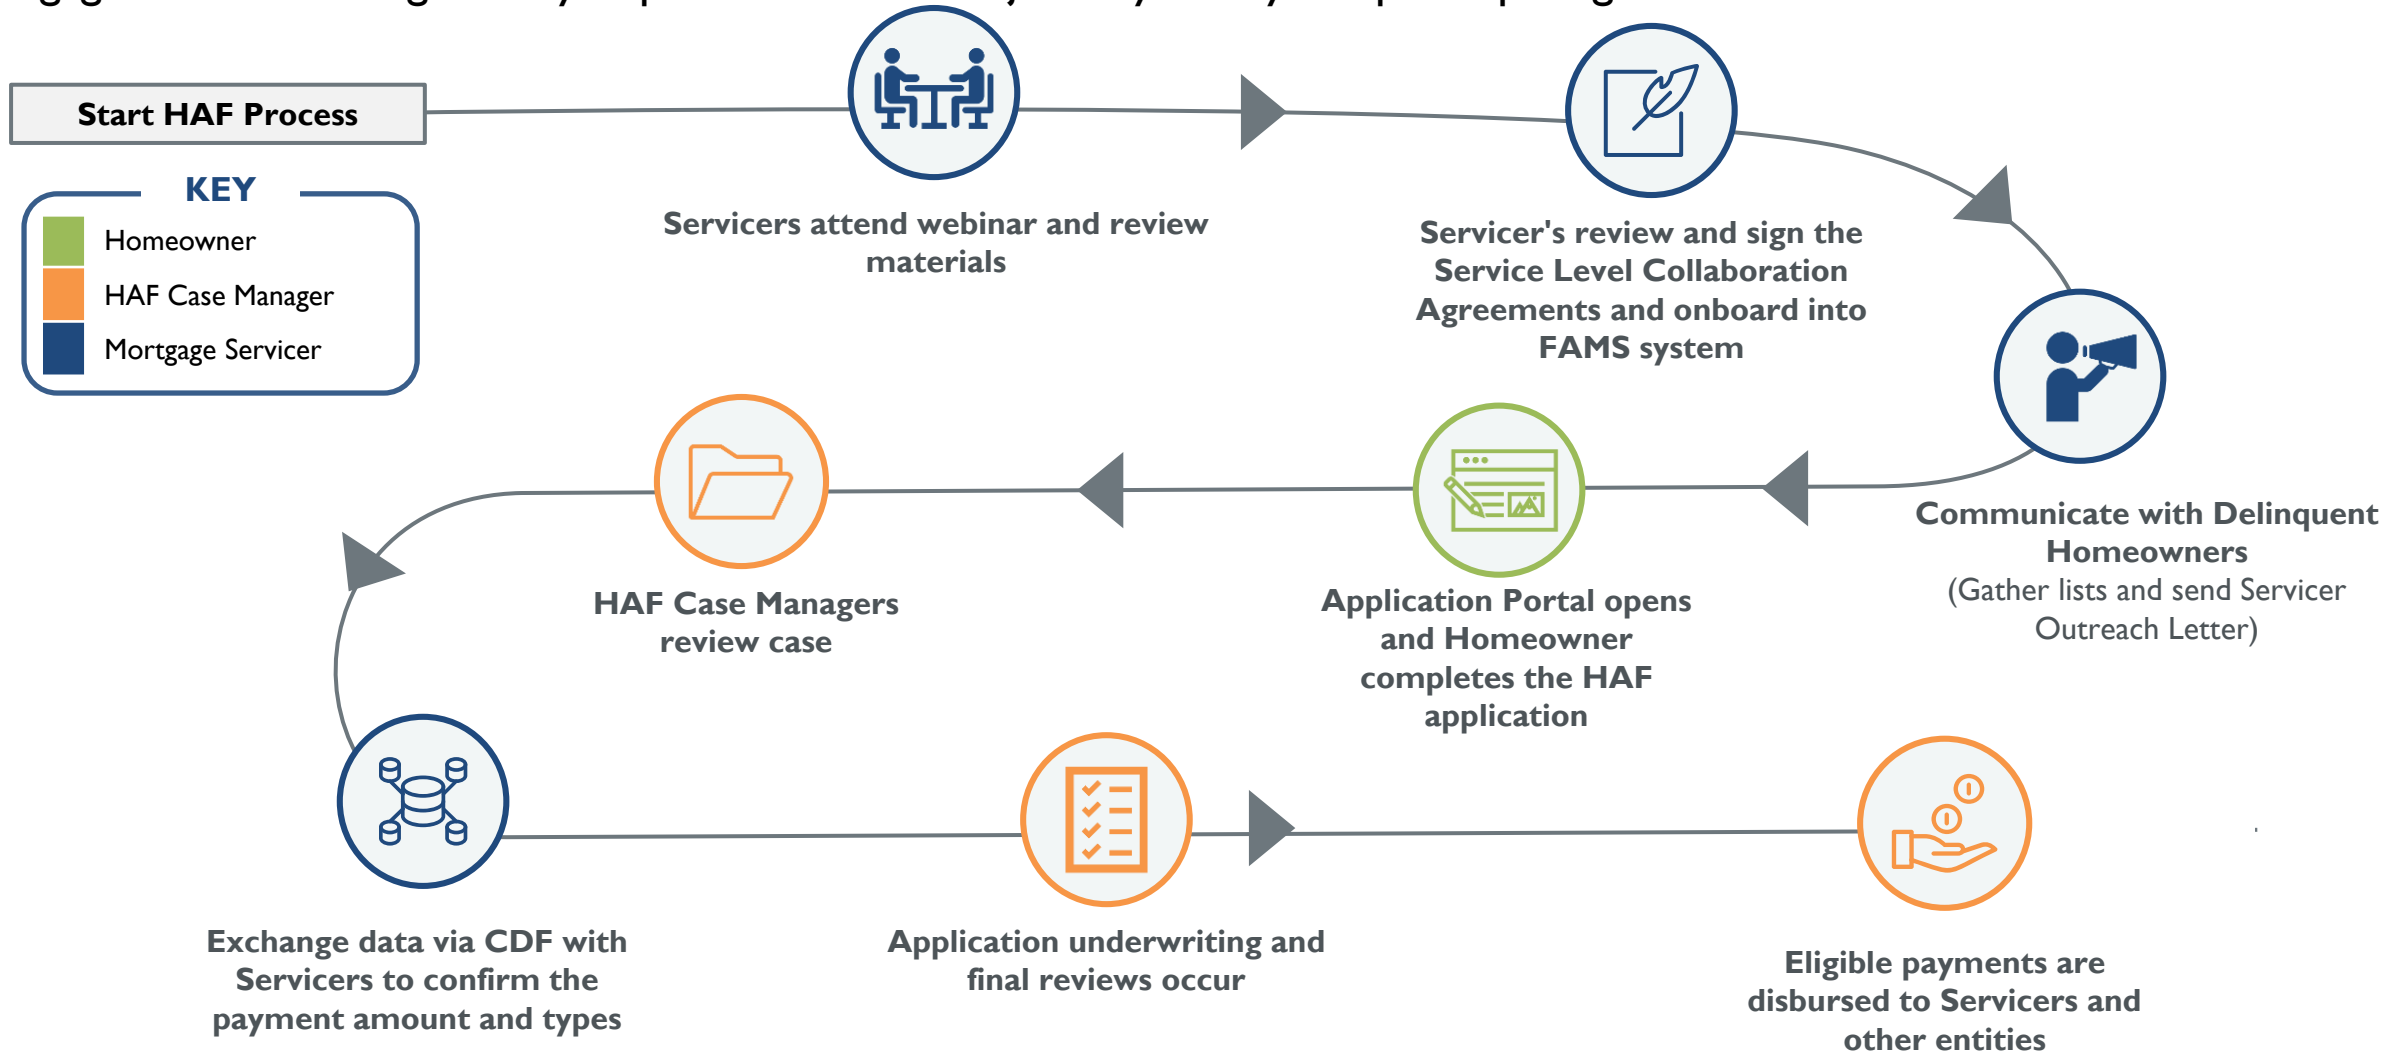 Start HAF Process
KEY
Homeowner
HAF Case Manager
Mortgage Servicer
Servicers attend webinar and review
materials
Servicer's review and sign the
Service Level Collaboration
Agreements and onboard into
FAMS system
Communicate with Delinquent
Homeowners
(Gather lists and send Servicer
Outreach Letter)
Application Portal opens
and Homeowner
completes the HAF
application
HAF Case Managers
review case
Exchange data via CDF with
Servicers to confirm the
payment amount and types
Application underwriting and
final reviews occur
Eligible payments are
disbursed to Servicers and
other entities